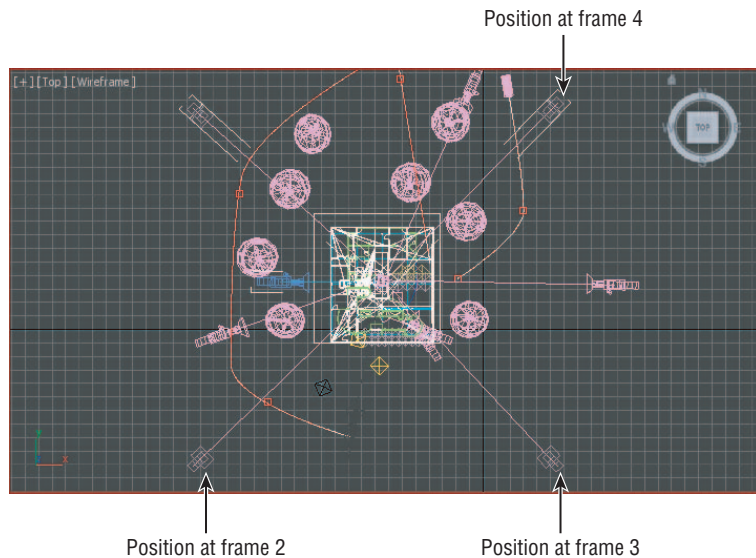 Position at frame 4
[+][Top][Wireframe]
TOP
Position at frame 2
Position at frame 3